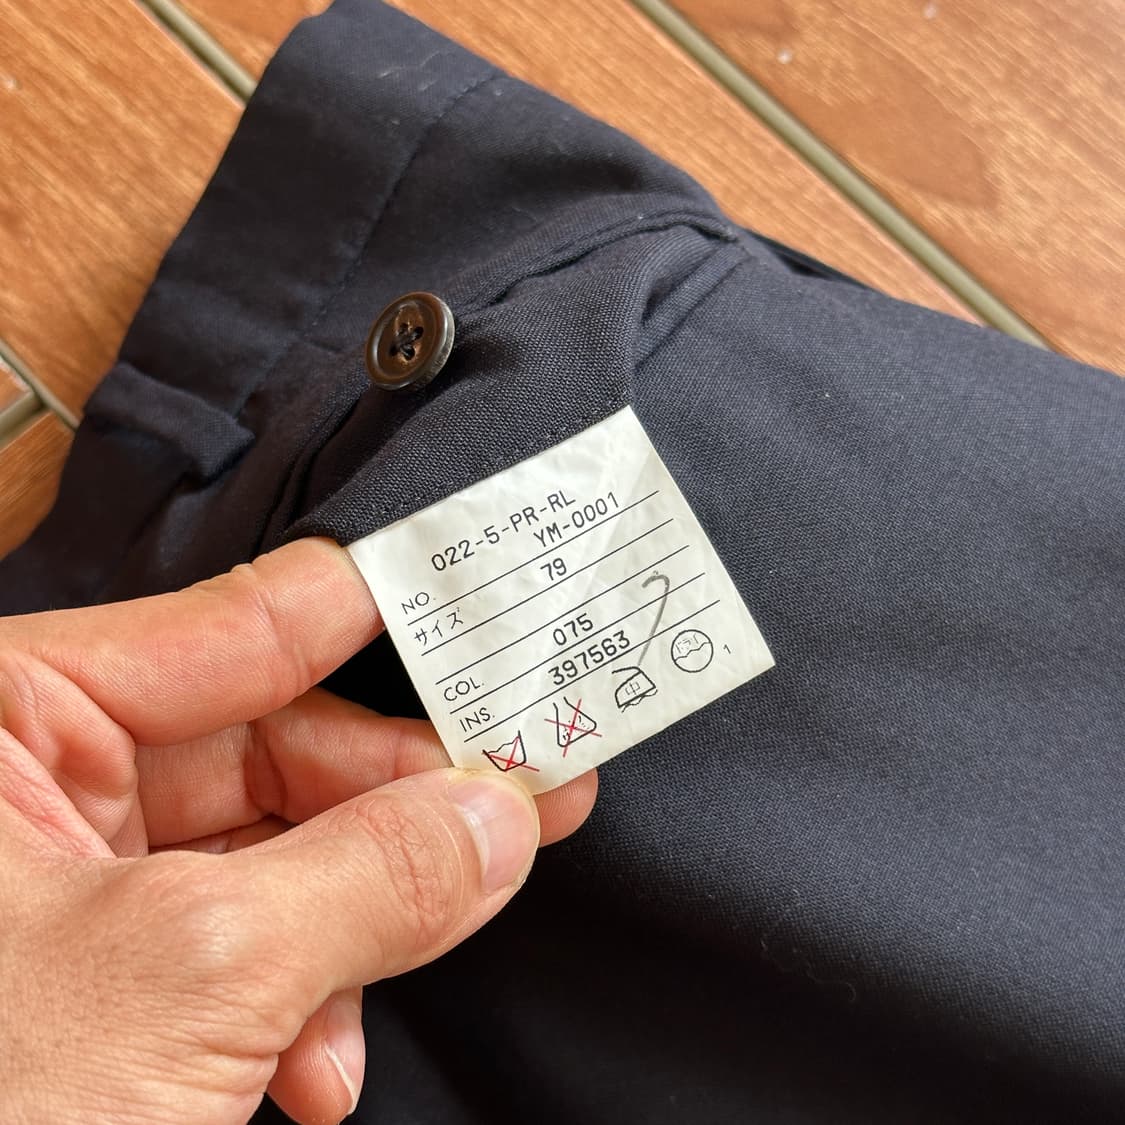 022-5-PR-RL
NO. YM-0001
サイズ 79
COL. 075
INS. 397563
中 ドライ 1